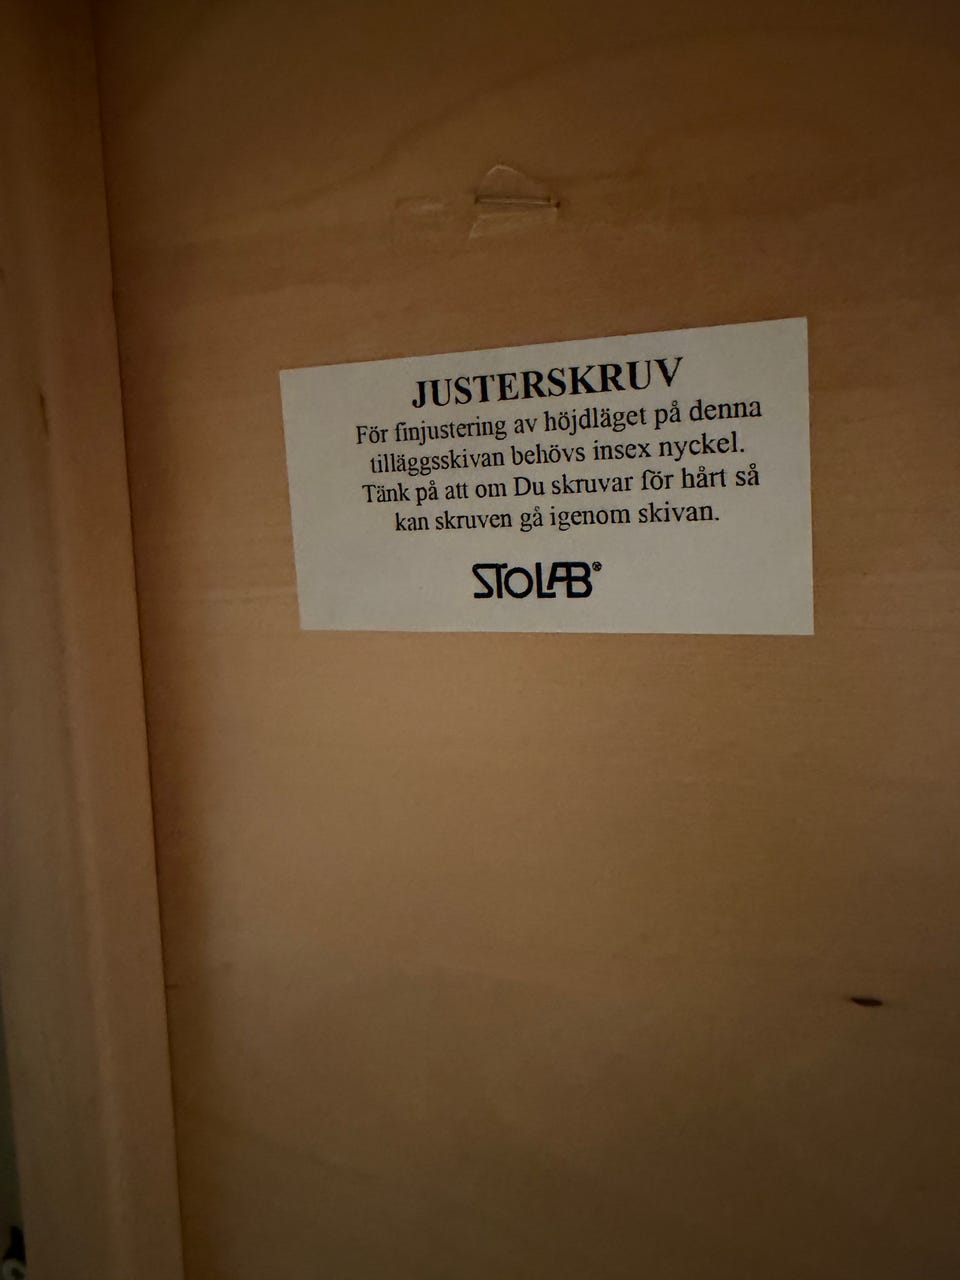 JUSTERSKRUV
För finjustering av höjdläget på denna
tilläggsskivan behövs insex nyckel.
Tänk på att om Du skruvar för hårt så
kan skruven gå igenom skivan.
STOLAB®